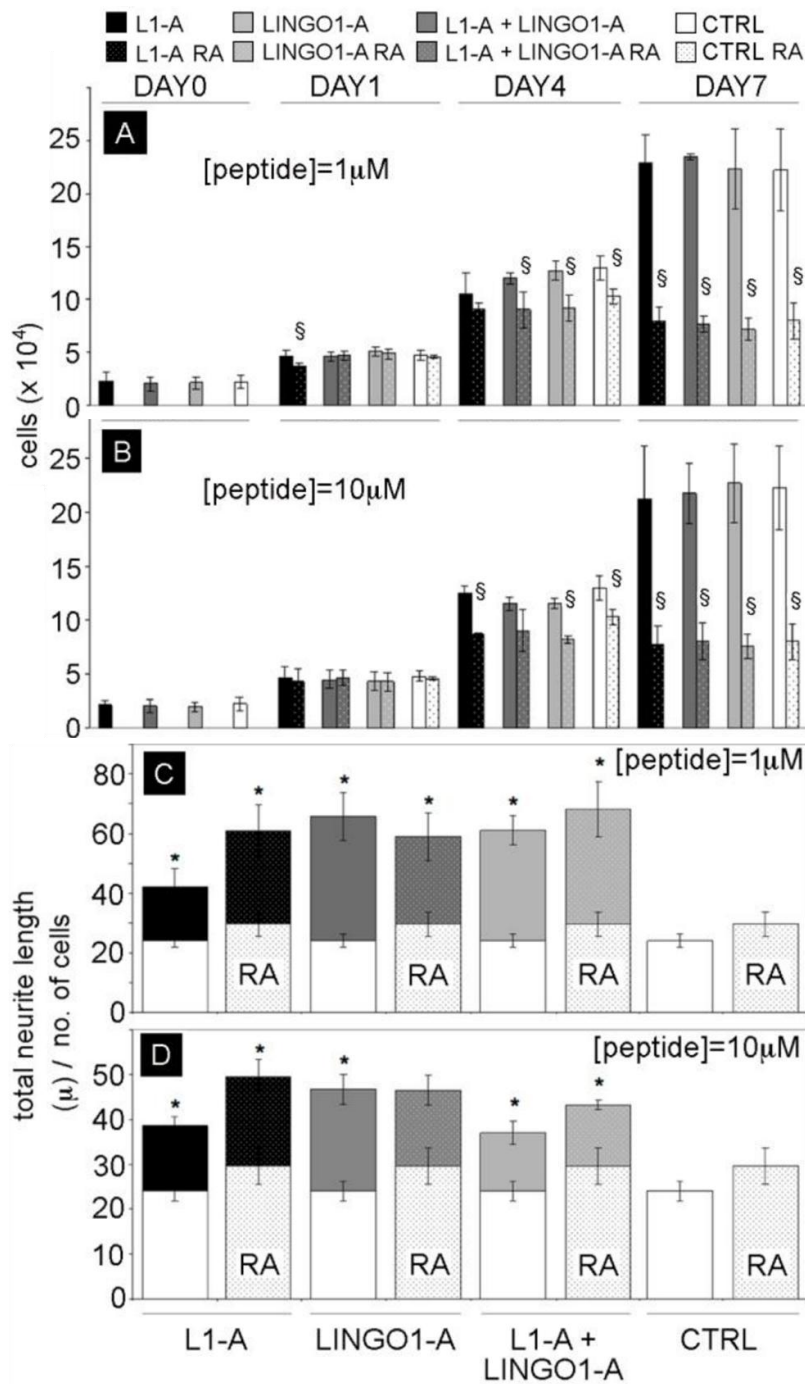 L1-A LINGO1-A L1-A + LINGO1-A CTRL
L1-A RA LINGO1-A RA L1-A + LINGO1-A RA CTRL RA
DAY0 DAY1 DAY4 DAY7
A
[peptide]=1μM
25
20
15
10
5
0
§ § § § § § § §
cells (x 10⁴)
B
[peptide]=10μM
25
20
15
10
5
0
§ § § § § § §
C
[peptide]=1μM
80
60
40
20
0
* * * * * *
RA RA RA RA
total neurite length
(μ) / no. of cells
D
[peptide]=10μM
50
40
30
20
10
0
* * * * *
RA RA RA RA
L1-A LINGO1-A L1-A + CTRL
LINGO1-A